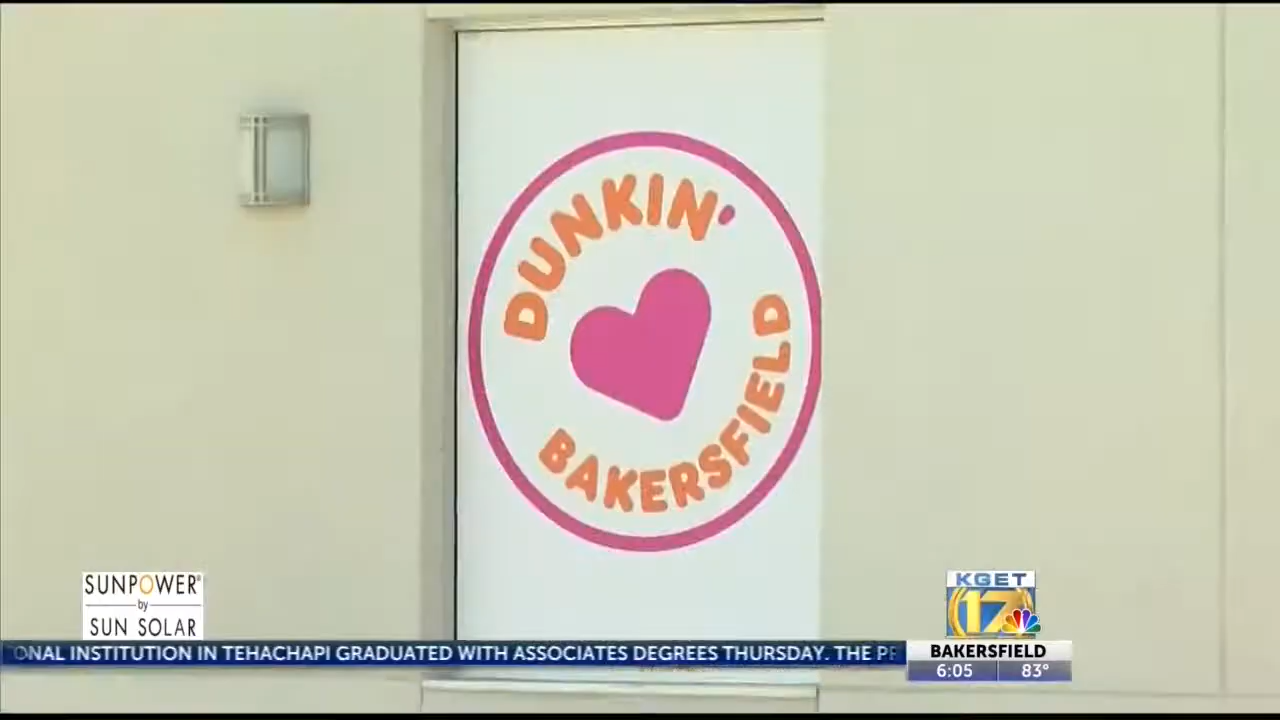 DUNKIN'
BAKERSFIELD
SUNPOWER®
by
SUN SOLAR
KGET
17
ONAL INSTITUTION IN TEHACHAPI GRADUATED WITH ASSOCIATES DEGREES THURSDAY. THE
BAKERSFIELD
6:05 83°